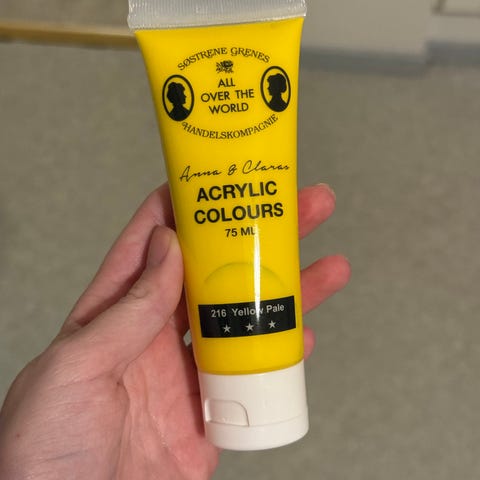 SØSTRENE GRENES
ALL
OVER THE
WORLD
HANDELSKOMPAGNIE
Anna & Claras
ACRYLIC
COLOURS
75 ML
216 Yellow Pale